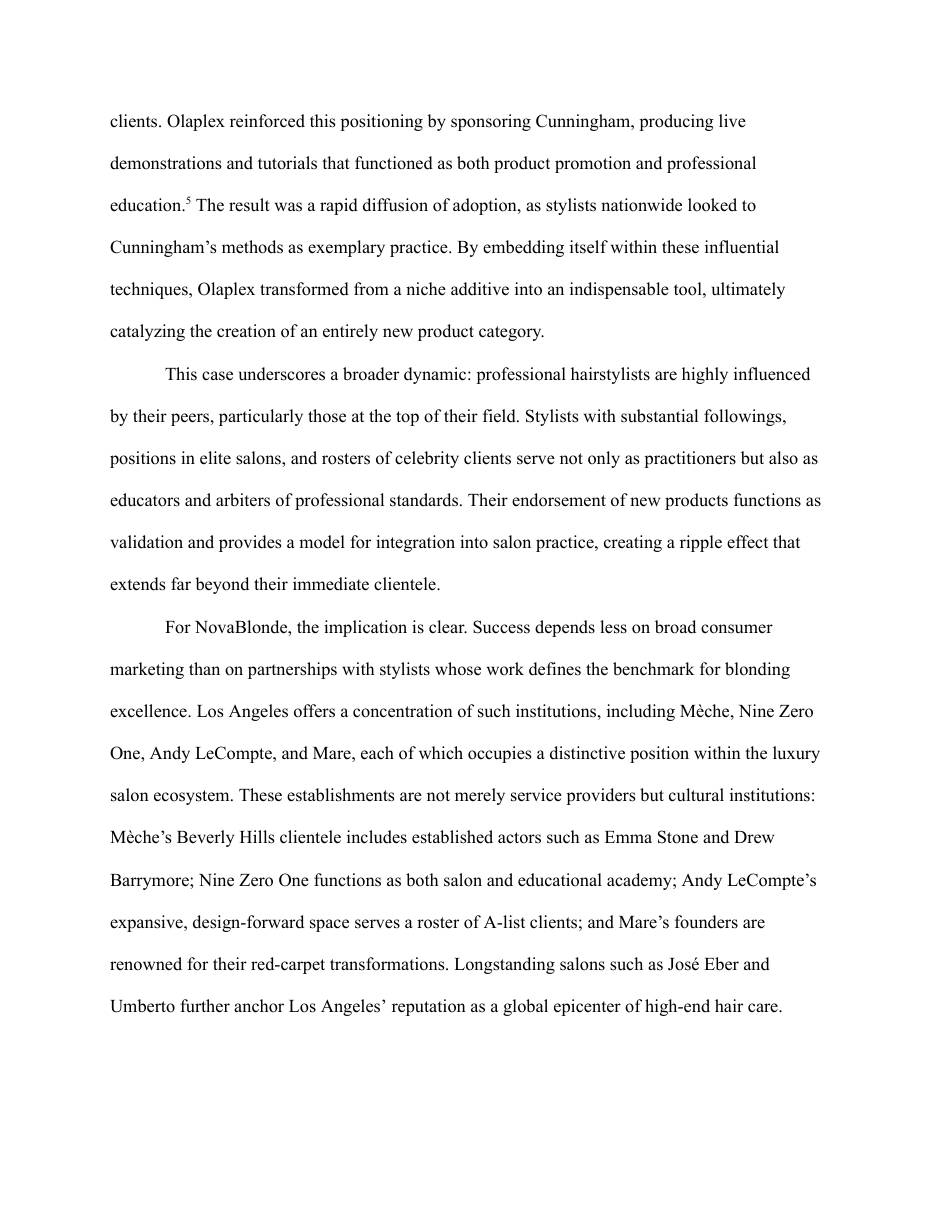 clients. Olaplex reinforced this positioning by sponsoring Cunningham, producing live
demonstrations and tutorials that functioned as both product promotion and professional
education.⁵ The result was a rapid diffusion of adoption, as stylists nationwide looked to
Cunningham’s methods as exemplary practice. By embedding itself within these influential
techniques, Olaplex transformed from a niche additive into an indispensable tool, ultimately
catalyzing the creation of an entirely new product category.
This case underscores a broader dynamic: professional hairstylists are highly influenced
by their peers, particularly those at the top of their field. Stylists with substantial followings,
positions in elite salons, and rosters of celebrity clients serve not only as practitioners but also as
educators and arbiters of professional standards. Their endorsement of new products functions as
validation and provides a model for integration into salon practice, creating a ripple effect that
extends far beyond their immediate clientele.
For NovaBlonde, the implication is clear. Success depends less on broad consumer
marketing than on partnerships with stylists whose work defines the benchmark for blonding
excellence. Los Angeles offers a concentration of such institutions, including Mèche, Nine Zero
One, Andy LeCompte, and Mare, each of which occupies a distinctive position within the luxury
salon ecosystem. These establishments are not merely service providers but cultural institutions:
Mèche’s Beverly Hills clientele includes established actors such as Emma Stone and Drew
Barrymore; Nine Zero One functions as both salon and educational academy; Andy LeCompte’s
expansive, design-forward space serves a roster of A-list clients; and Mare’s founders are
renowned for their red-carpet transformations. Longstanding salons such as José Eber and
Umberto further anchor Los Angeles’ reputation as a global epicenter of high-end hair care.